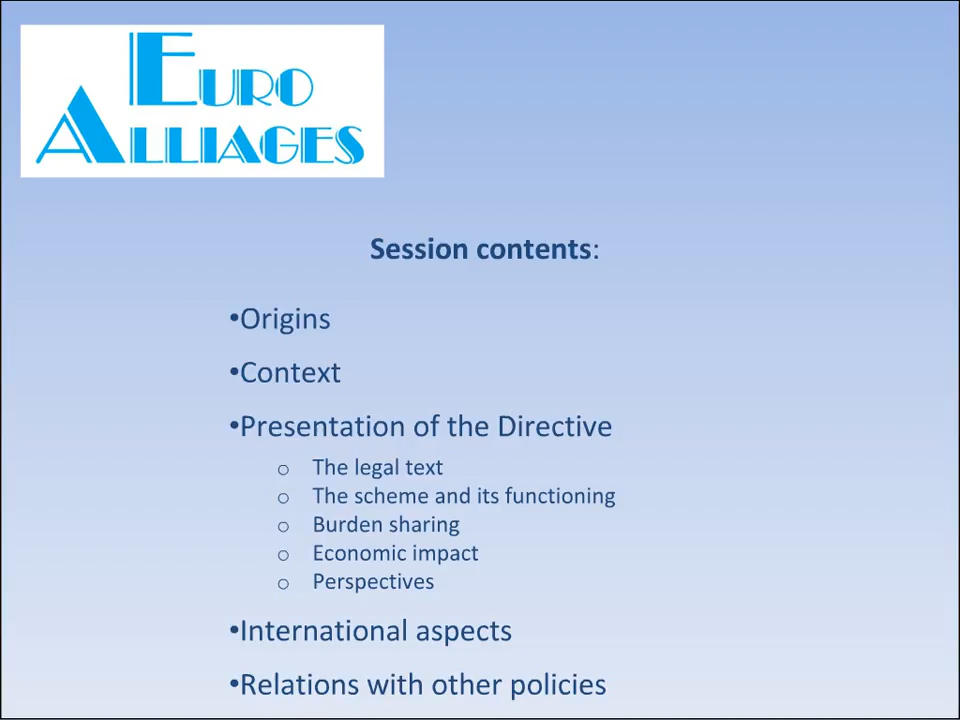 EURO
ALLIAGES
Session contents:
•Origins
•Context
•Presentation of the Directive
o The legal text
o The scheme and its functioning
o Burden sharing
o Economic impact
o Perspectives
•International aspects
•Relations with other policies